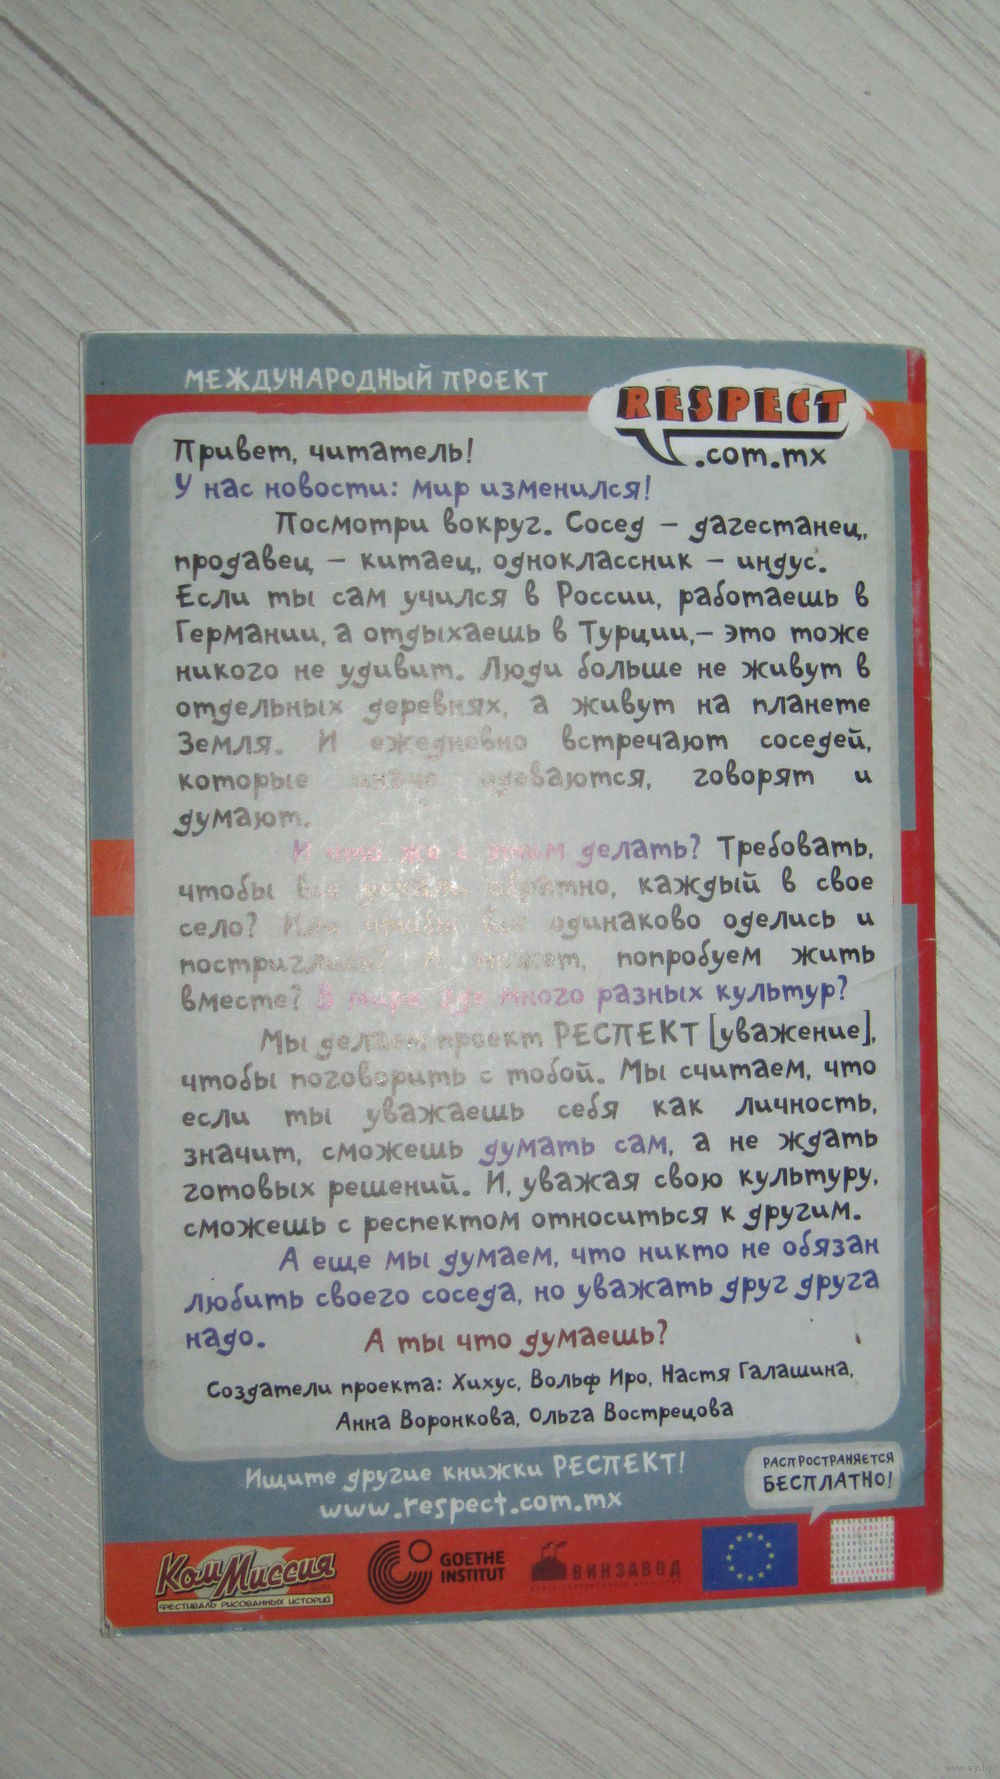 МЕЖДУНАРОДНЫЙ ПРОЕКТ
RESPECT
.com.mx
Привет, читатель!
У нас новости: мир изменился!
Посмотри вокруг. Сосед – дагестанец,
продавец – китаец, одноклассник – индус.
Если ты сам учился в России, работаешь в
Германии, а отдыхаешь в Турции,– это тоже
никого не удивит. Люди больше не живут в
отдельных деревнях, а живут на планете
Земля. И ежедневно встречают соседей,
которые иначе одеваются, говорят и
думают.
И что же с этим делать? Требовать,
чтобы все уехали обратно, каждый в свое
село? Или чтобы все одинаково оделись и
постриглись? А может, попробуем жить
вместе? В мире, где много разных культур?
Мы делаем проект РЕСПЕКТ [уважение],
чтобы поговорить с тобой. Мы считаем, что
если ты уважаешь себя как личность,
значит, сможешь думать сам, а не ждать
готовых решений. И, уважая свою культуру,
сможешь с респектом относиться к другим.
А еще мы думаем, что никто не обязан
любить своего соседа, но уважать друг друга
надо. А ты что думаешь?
Создатели проекта: Хихус, Вольф Иро, Настя Галашина,
Анна Воронкова, Ольга Вострецова
Ищите другие книжки РЕСПЕКТ!
www.respect.com.mx
РАСПРОСТРАНЯЕТСЯ
БЕСПЛАТНО!
КомМиссия
ФЕСТИВАЛЬ РИСОВАННЫХ ИСТОРИЙ
GOETHE
INSTITUT
ВИНЗАВОД
www.ay.by